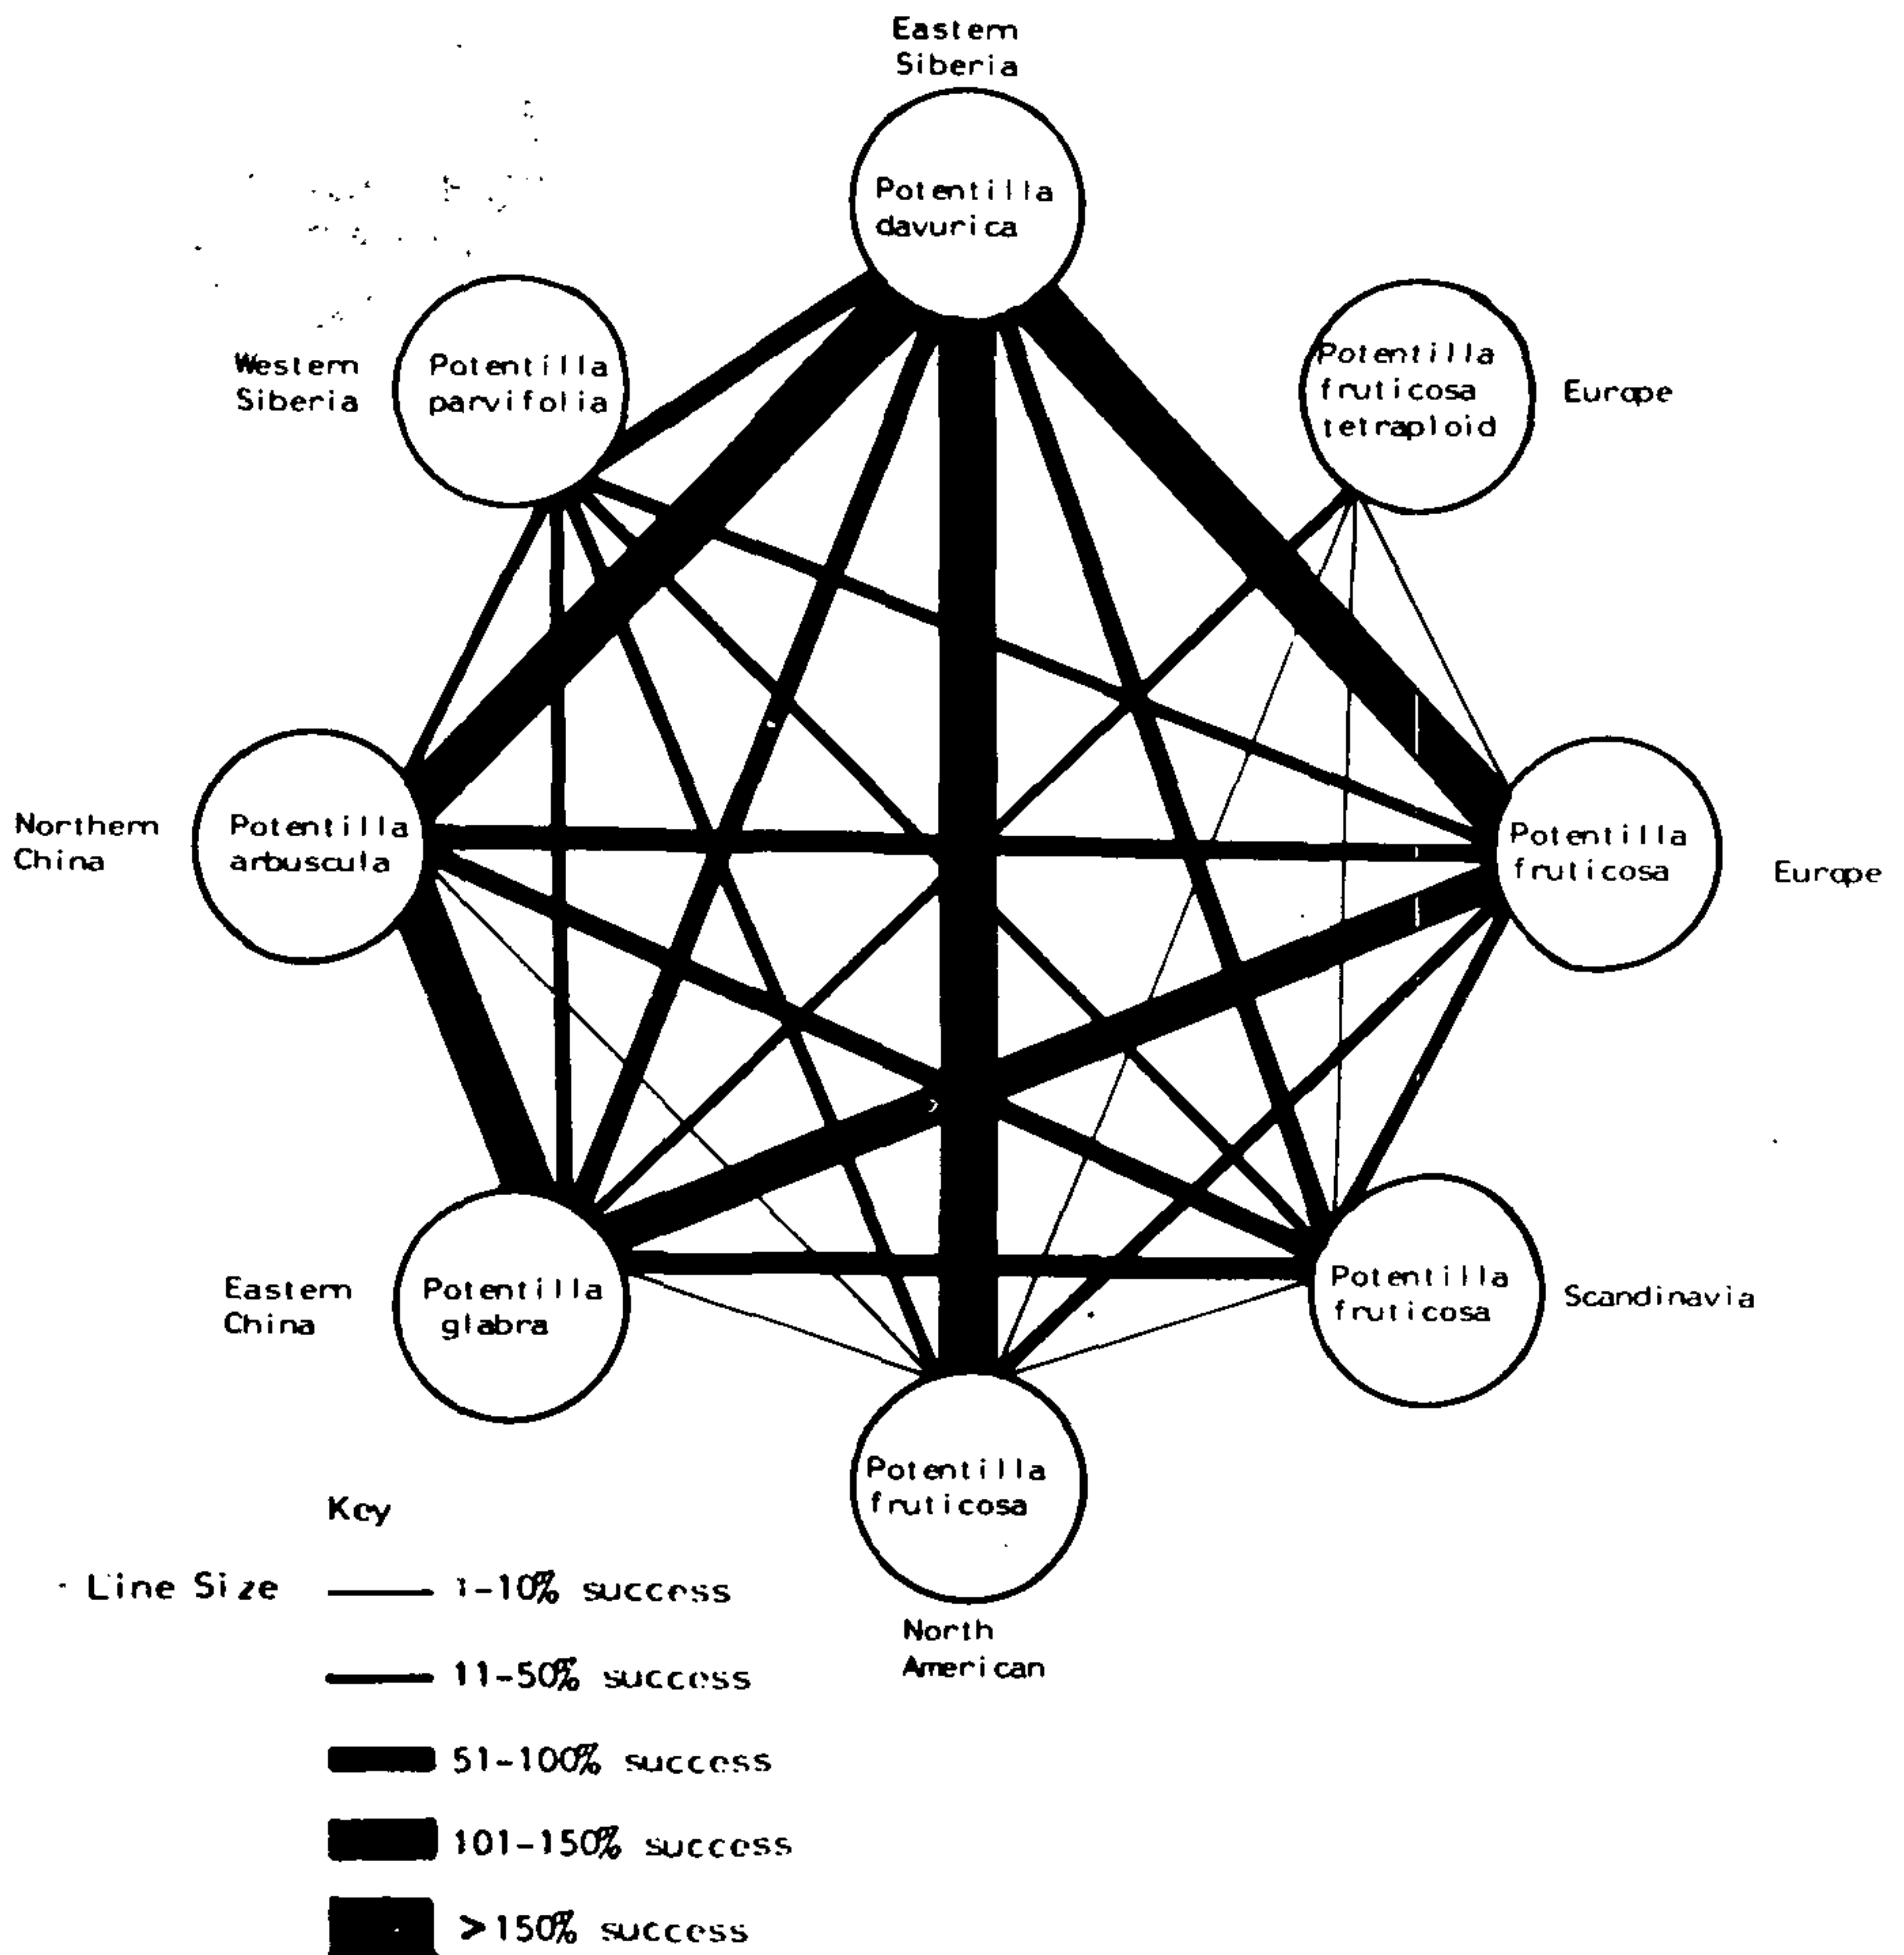 Eastern
Siberia
Potentilla
davurica
Western
Siberia
Potentilla
parvifolia
Potentilla
fruticosa
tetraploid
Europe
Northern
China
Potentilla
arbuscula
Potentilla
fruticosa
Europe
Eastern
China
Potentilla
glabra
Potentilla
fruticosa
Scandinavia
Potentilla
fruticosa
North
American
Key
Line Size
1-10% success
11-50% success
51-100% success
101-150% success
>150% success